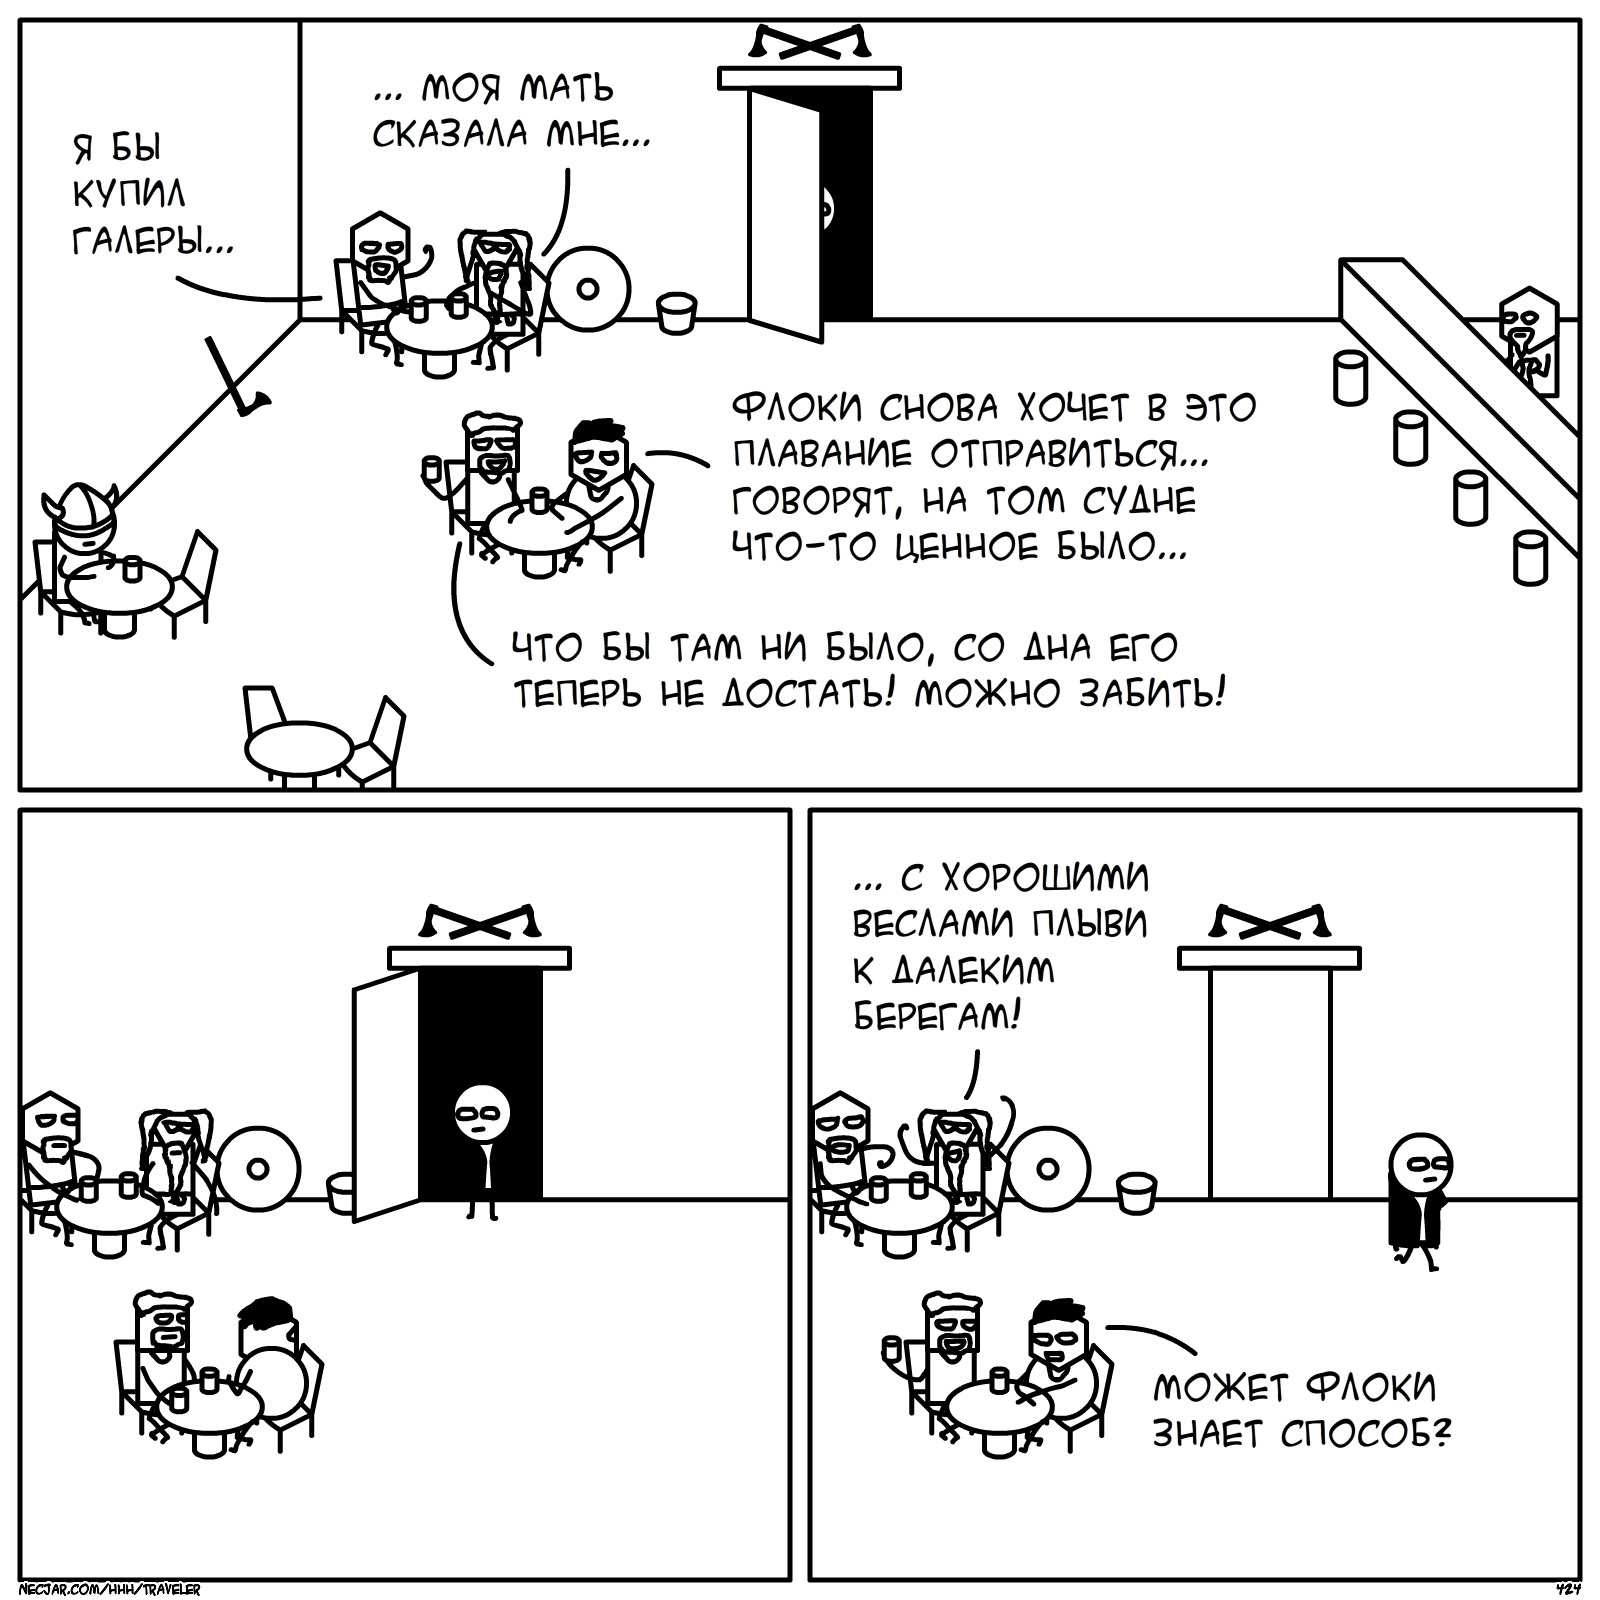 ... МОЯ МАТЬ
СКАЗАЛА МНЕ...
Я БЫ
КУПИЛ
ГАЛЕРЫ...
ФЛОКИ СНОВА ХОЧЕТ В ЭТО
ПЛАВАНИЕ ОТПРАВИТЬСЯ...
ГОВОРЯТ, НА ТОМ СУДНЕ
ЧТО-ТО ЦЕННОЕ БЫЛО...
ЧТО БЫ ТАМ НИ БЫЛО, СО ДНА ЕГО
ТЕПЕРЬ НЕ ДОСТАТЬ! МОЖНО ЗАБИТЬ!
... С ХОРОШИМИ
ВЕСЛАМИ ПЛЫВИ
К ДАЛЕКИМ
БЕРЕГАМ!
МОЖЕТ ФЛОКИ
ЗНАЕТ СПОСОБ?
NECJAR.COM/HHH/TRAVELER
424